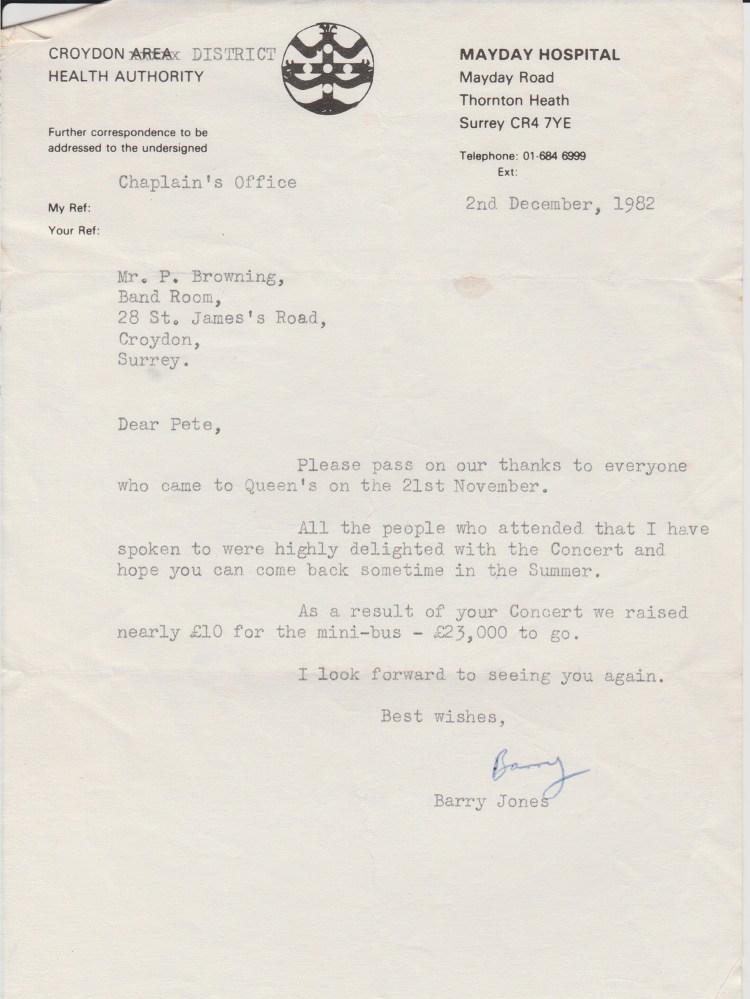 CROYDON AREA DISTRICT
HEALTH AUTHORITY
MAYDAY HOSPITAL
Mayday Road
Thornton Heath
Surrey CR4 7YE
Further correspondence to be
addressed to the undersigned
Telephone: 01-684 6999
Ext:
Chaplain's Office
My Ref:
Your Ref:
2nd December, 1982
Mr. P. Browning,
Band Room,
28 St. James's Road,
Croydon,
Surrey.
Dear Pete,
Please pass on our thanks to everyone
who came to Queen's on the 21st November.
All the people who attended that I have
spoken to were highly delighted with the Concert and
hope you can come back sometime in the Summer.
As a result of your Concert we raised
nearly £10 for the mini-bus - £23,000 to go.
I look forward to seeing you again.
Best wishes,
Barry
Barry Jones